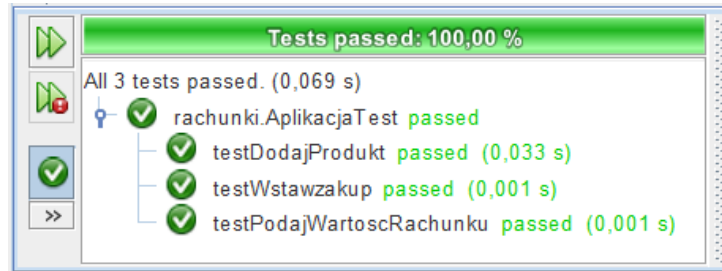 Tests passed: 100,00 %
All 3 tests passed. (0,069 s)
rachunki.AplikacjaTest passed
testDodajProdukt passed (0,033 s)
testWstawzakup passed (0,001 s)
>>
testPodajWartoscRachunku passed (0,001 s)